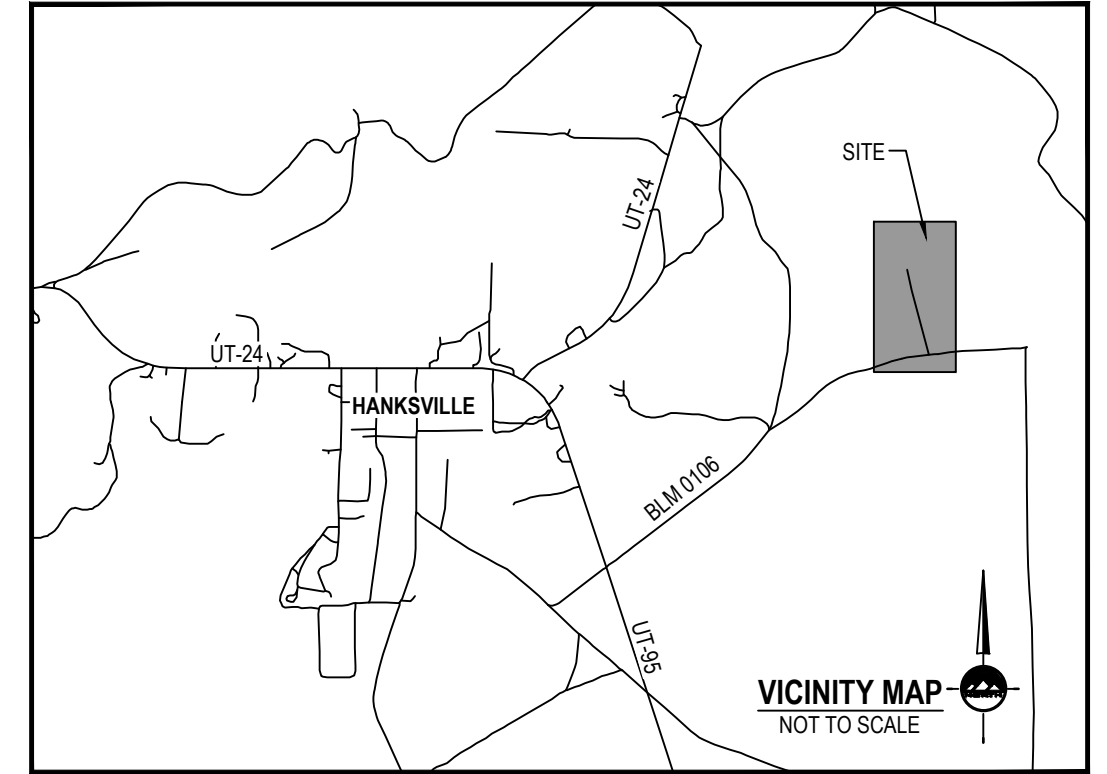 SITE
UT-24
UT-24
HANKSVILLE
BLM 0106
UT-95
VICINITY MAP
NOT TO SCALE